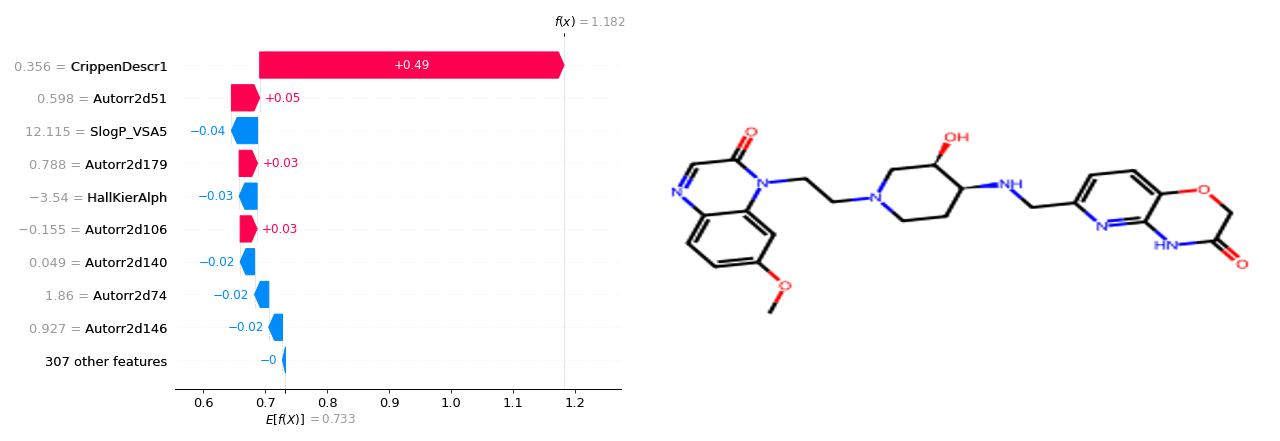 f(x) = 1.182
0.356 = CrippenDescr1
+0.49
0.598 = Autorr2d51
+0.05
12.115 = SlogP_VSA5
−0.04
0.788 = Autorr2d179
+0.03
−3.54 = HallKierAlph
−0.03
−0.155 = Autorr2d106
+0.03
0.049 = Autorr2d140
−0.02
1.86 = Autorr2d74
−0.02
0.927 = Autorr2d146
−0.02
307 other features
−0
0.6 0.7 0.8 0.9 1.0 1.1 1.2
E[f(X)] = 0.733
O
OH
N
N
N
NH
O
N
HN
O
O